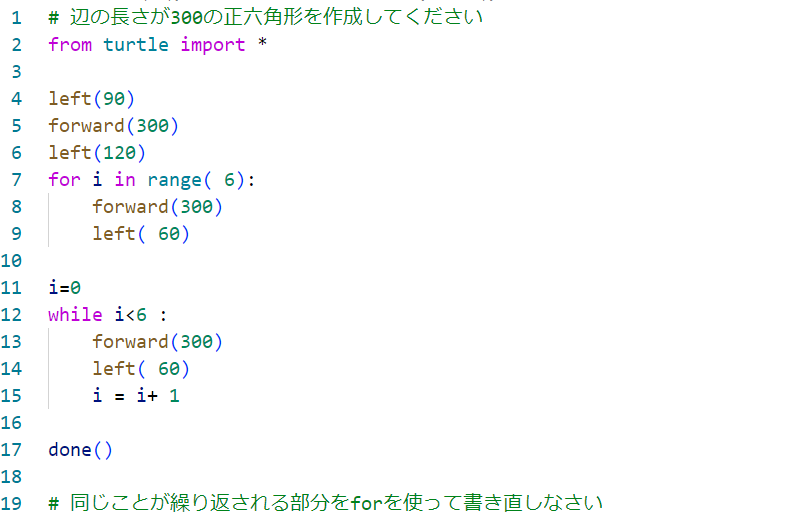 1 # 辺の長さが300の正六角形を作成してください
2 from turtle import *
3
4 left(90)
5 forward(300)
6 left(120)
7 for i in range( 6):
8     forward(300)
9     left( 60)
10
11 i=0
12 while i<6 :
13     forward(300)
14     left( 60)
15     i = i+ 1
16
17 done()
18
19 # 同じことが繰り返される部分をforを使って書き直しなさい